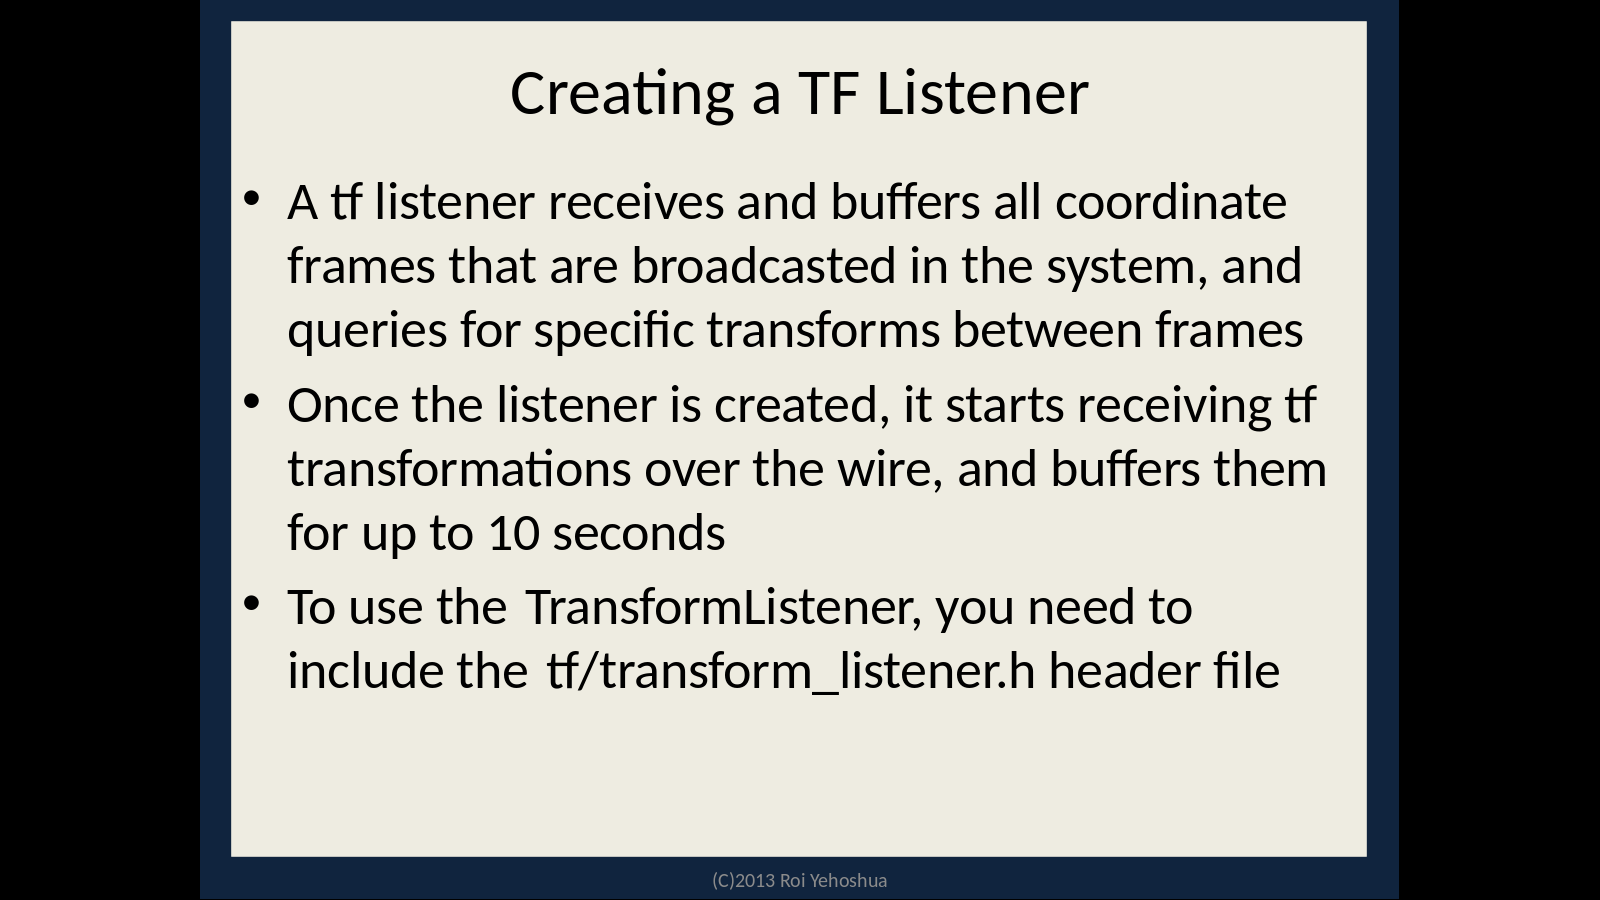 Creating a TF Listener
• A tf listener receives and buffers all coordinate
frames that are broadcasted in the system, and
queries for specific transforms between frames
• Once the listener is created, it starts receiving tf
transformations over the wire, and buffers them
for up to 10 seconds
• To use the TransformListener, you need to
include the tf/transform_listener.h header file
(C)2013 Roi Yehoshua